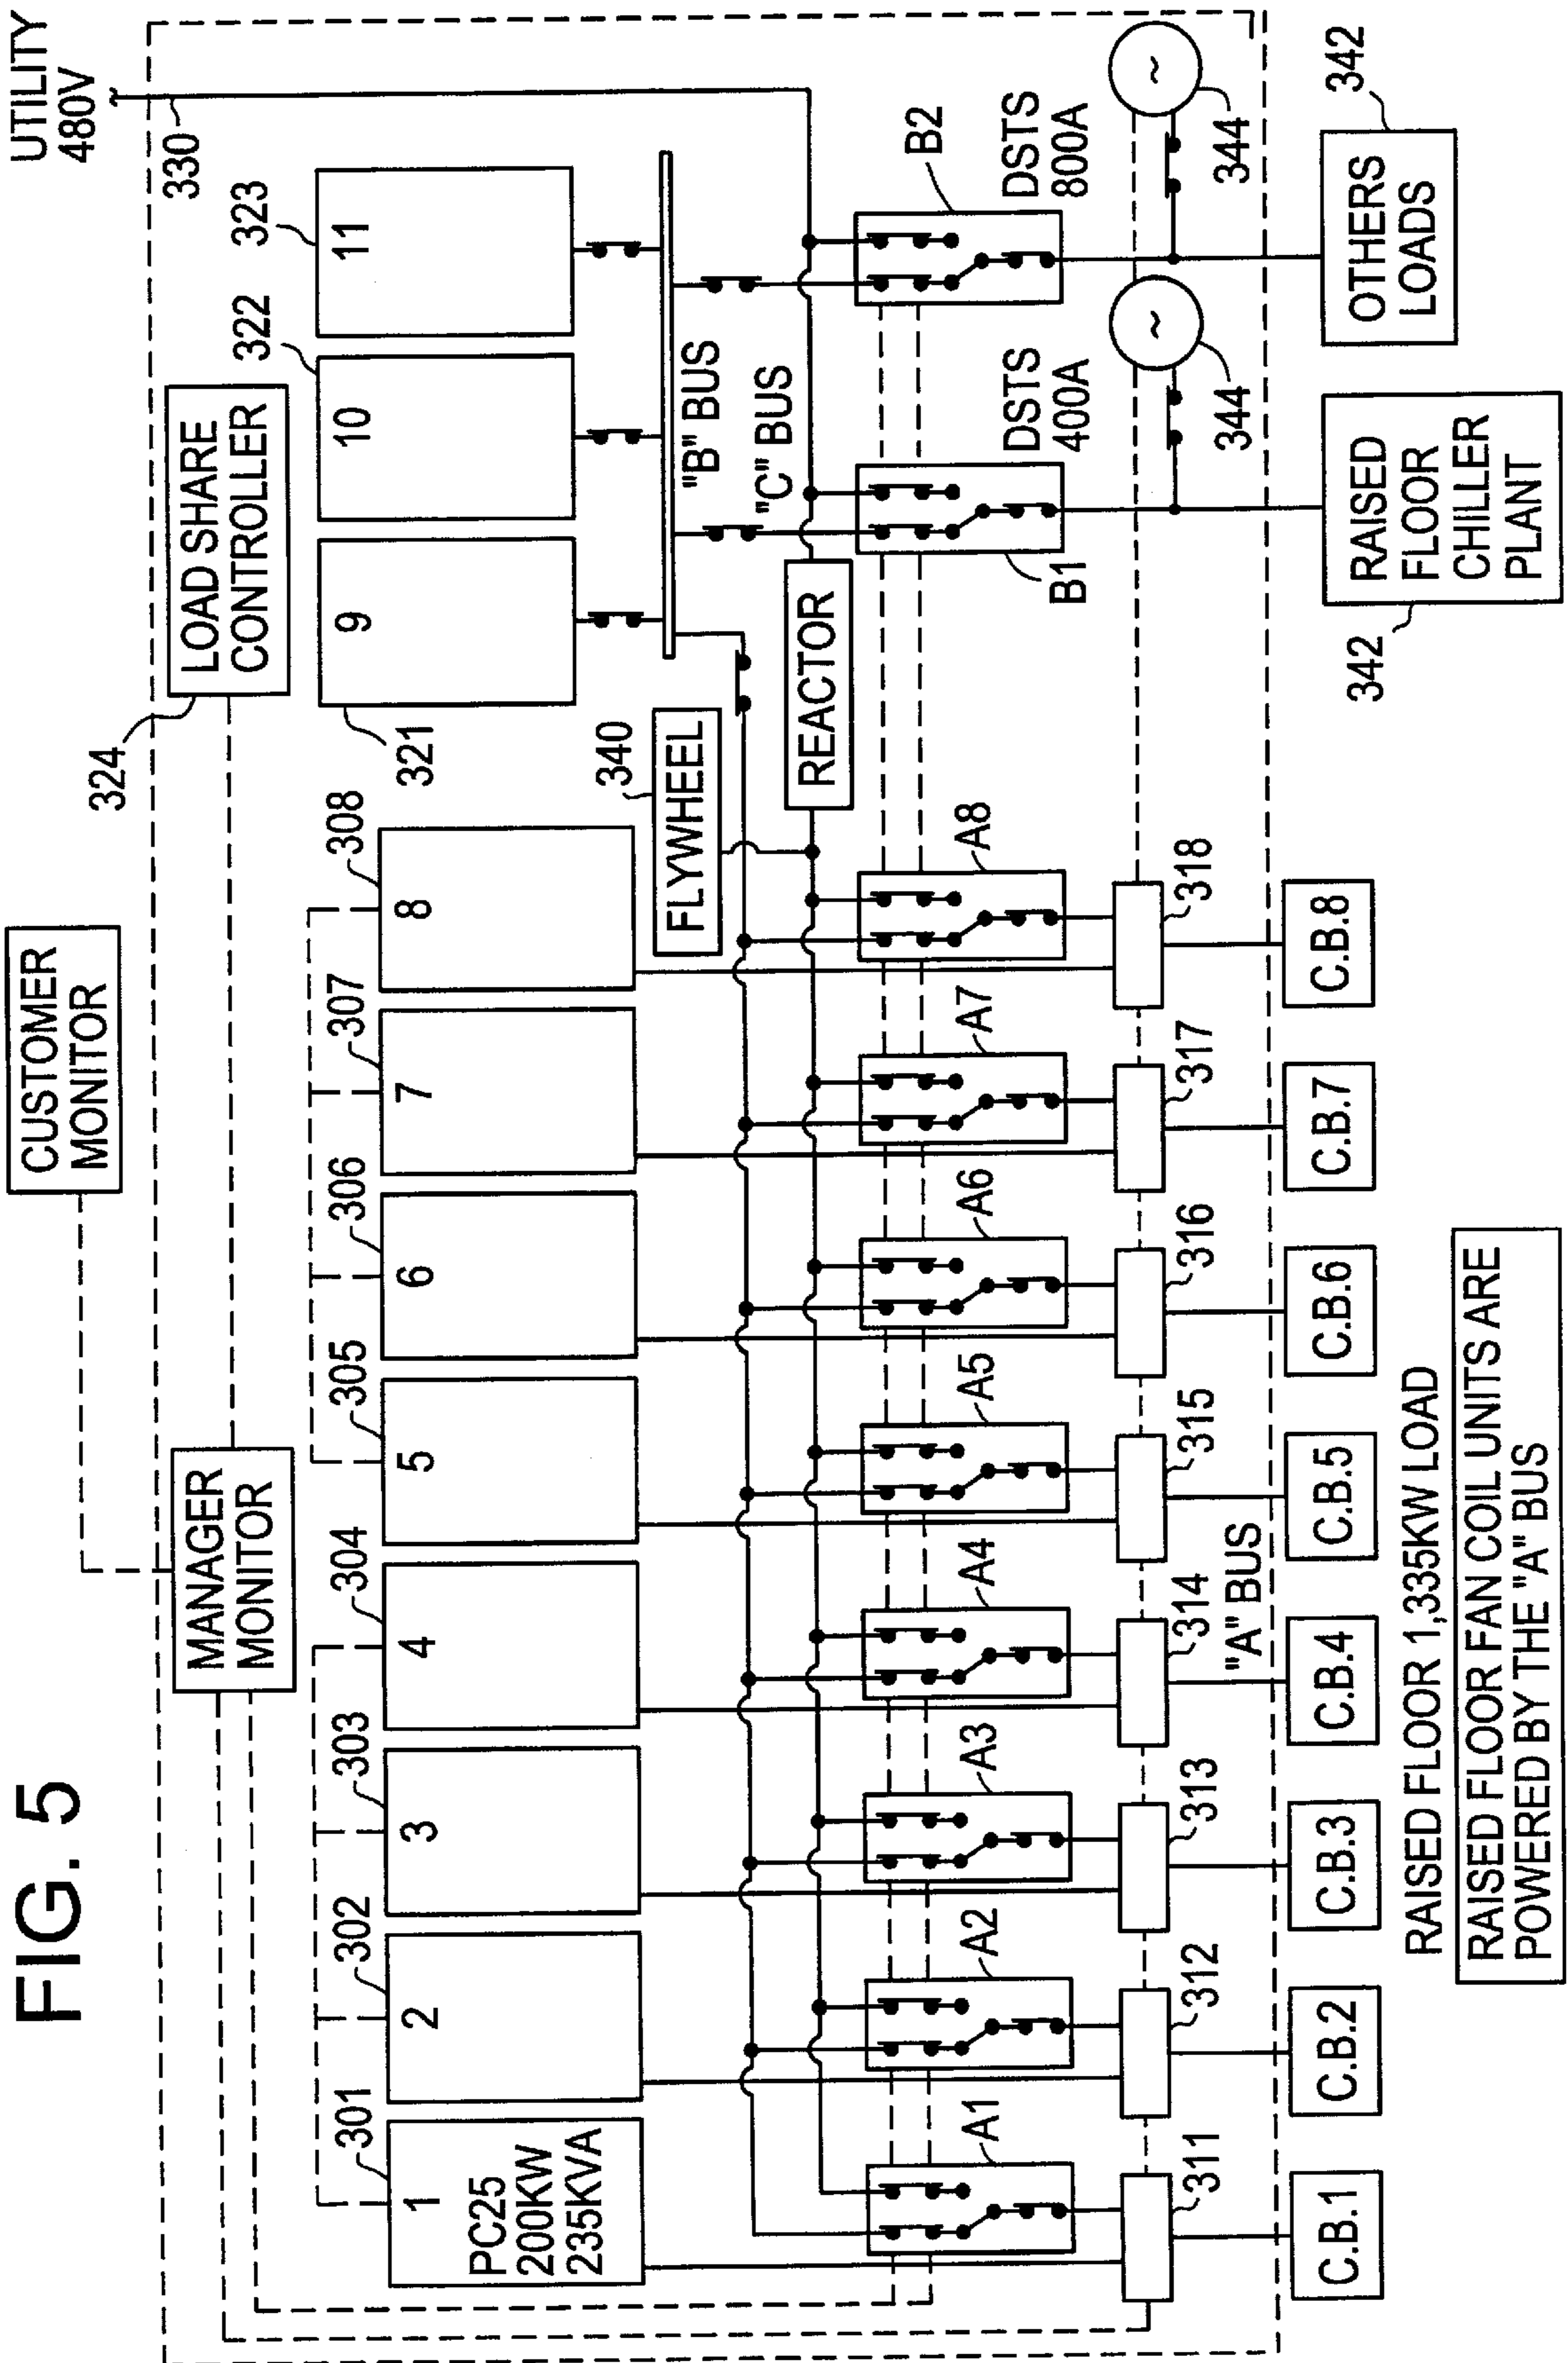 FIG. 5
CUSTOMER
MONITOR
UTILITY
480V
330
MANAGER
MONITOR
LOAD SHARE
CONTROLLER
324
301
302
303
304
305
306
307
308
321
322
323
1
PC25
200KW
235KVA
2
3
4
5
6
7
8
9
10
11
340
FLYWHEEL
"B" BUS
"C" BUS
REACTOR
A1
A2
A3
A4
A5
A6
A7
A8
B1
B2
DSTS
400A
DSTS
800A
311
312
313
314
315
316
317
318
344
344
"A" BUS
C.B.1
C.B.2
C.B.3
C.B.4
C.B.5
C.B.6
C.B.7
C.B.8
342
RAISED
FLOOR
CHILLER
PLANT
342
OTHERS
LOADS
~
~
RAISED FLOOR 1,335KW LOAD
RAISED FLOOR FAN COIL UNITS ARE
POWERED BY THE "A" BUS